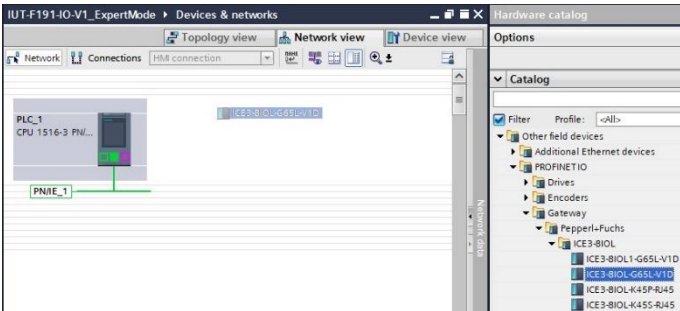 IUT-F191-IO-V1_ExpertMode ▸ Devices & networks
Topology view
Network view
Device view
Network
Connections
HMI connection
ICE3-8IOL-G65L-V1D
PLC_1
CPU 1516-3 PN/...
PN/IE_1
Network data
Hardware catalog
Options
Catalog
Filter Profile: <All>
Other field devices
Additional Ethernet devices
PROFINET IO
Drives
Encoders
Gateway
Pepperl+Fuchs
ICE3-8IOL
ICE3-8IOL1-G65L-V1D
ICE3-8IOL-G65L-V1D
ICE3-8IOL-K45P-RJ45
ICE3-8IOL-K45S-RJ45